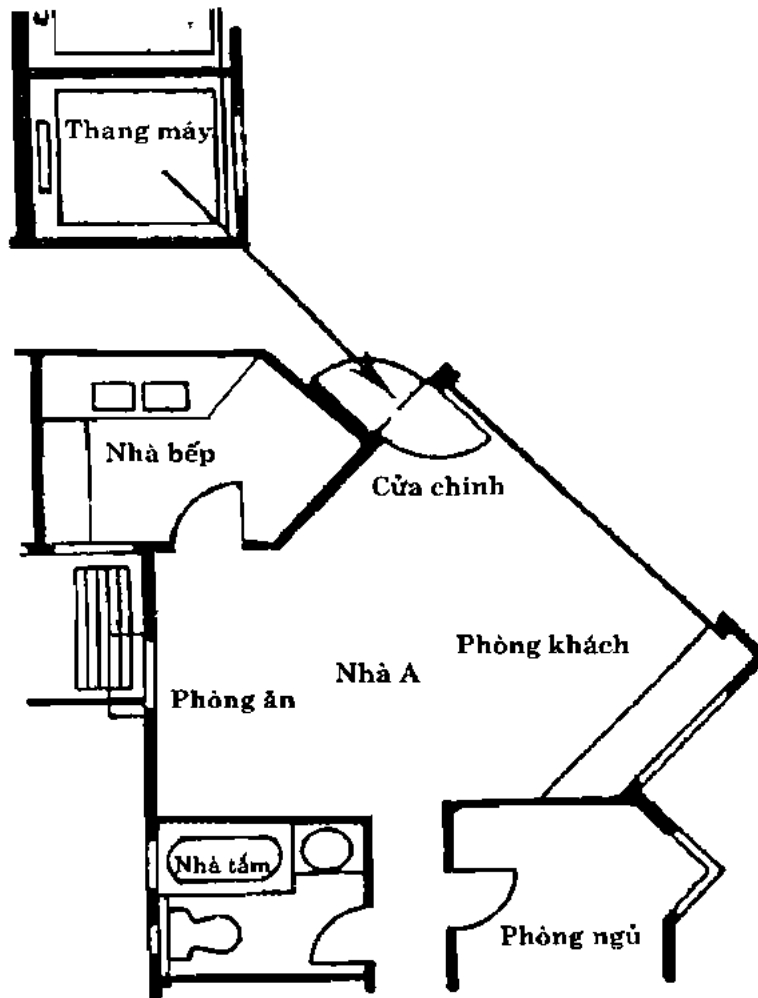 Thang máy
Nhà bếp
Cửa chính
Phòng khách
Nhà A
Phòng ăn
Nhà tắm
Phòng ngủ